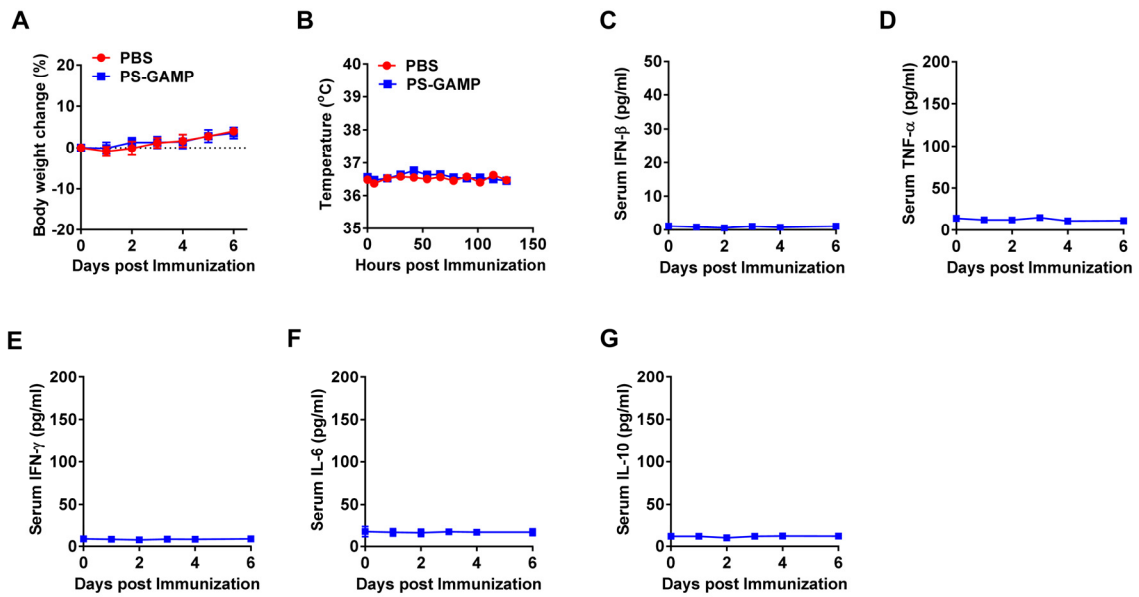 A
PBS
PS-GAMP
Body weight change (%)
20
10
0
-10
-20
0 2 4 6
Days post Immunization
B
PBS
PS-GAMP
Temperature (°C)
40
39
38
37
36
35
0 50 100 150
Hours post Immunization
C
Serum IFN-β (pg/ml)
50
40
30
20
10
0
0 2 4 6
Days post Immunization
D
Serum TNF-α (pg/ml)
200
150
100
50
0
0 2 4 6
Days post Immunization
E
Serum IFN-γ (pg/ml)
200
150
100
50
0
0 2 4 6
Days post Immunization
F
Serum IL-6 (pg/ml)
200
150
100
50
0
0 2 4 6
Days post Immunization
G
Serum IL-10 (pg/ml)
200
150
100
50
0
0 2 4 6
Days post Immunization